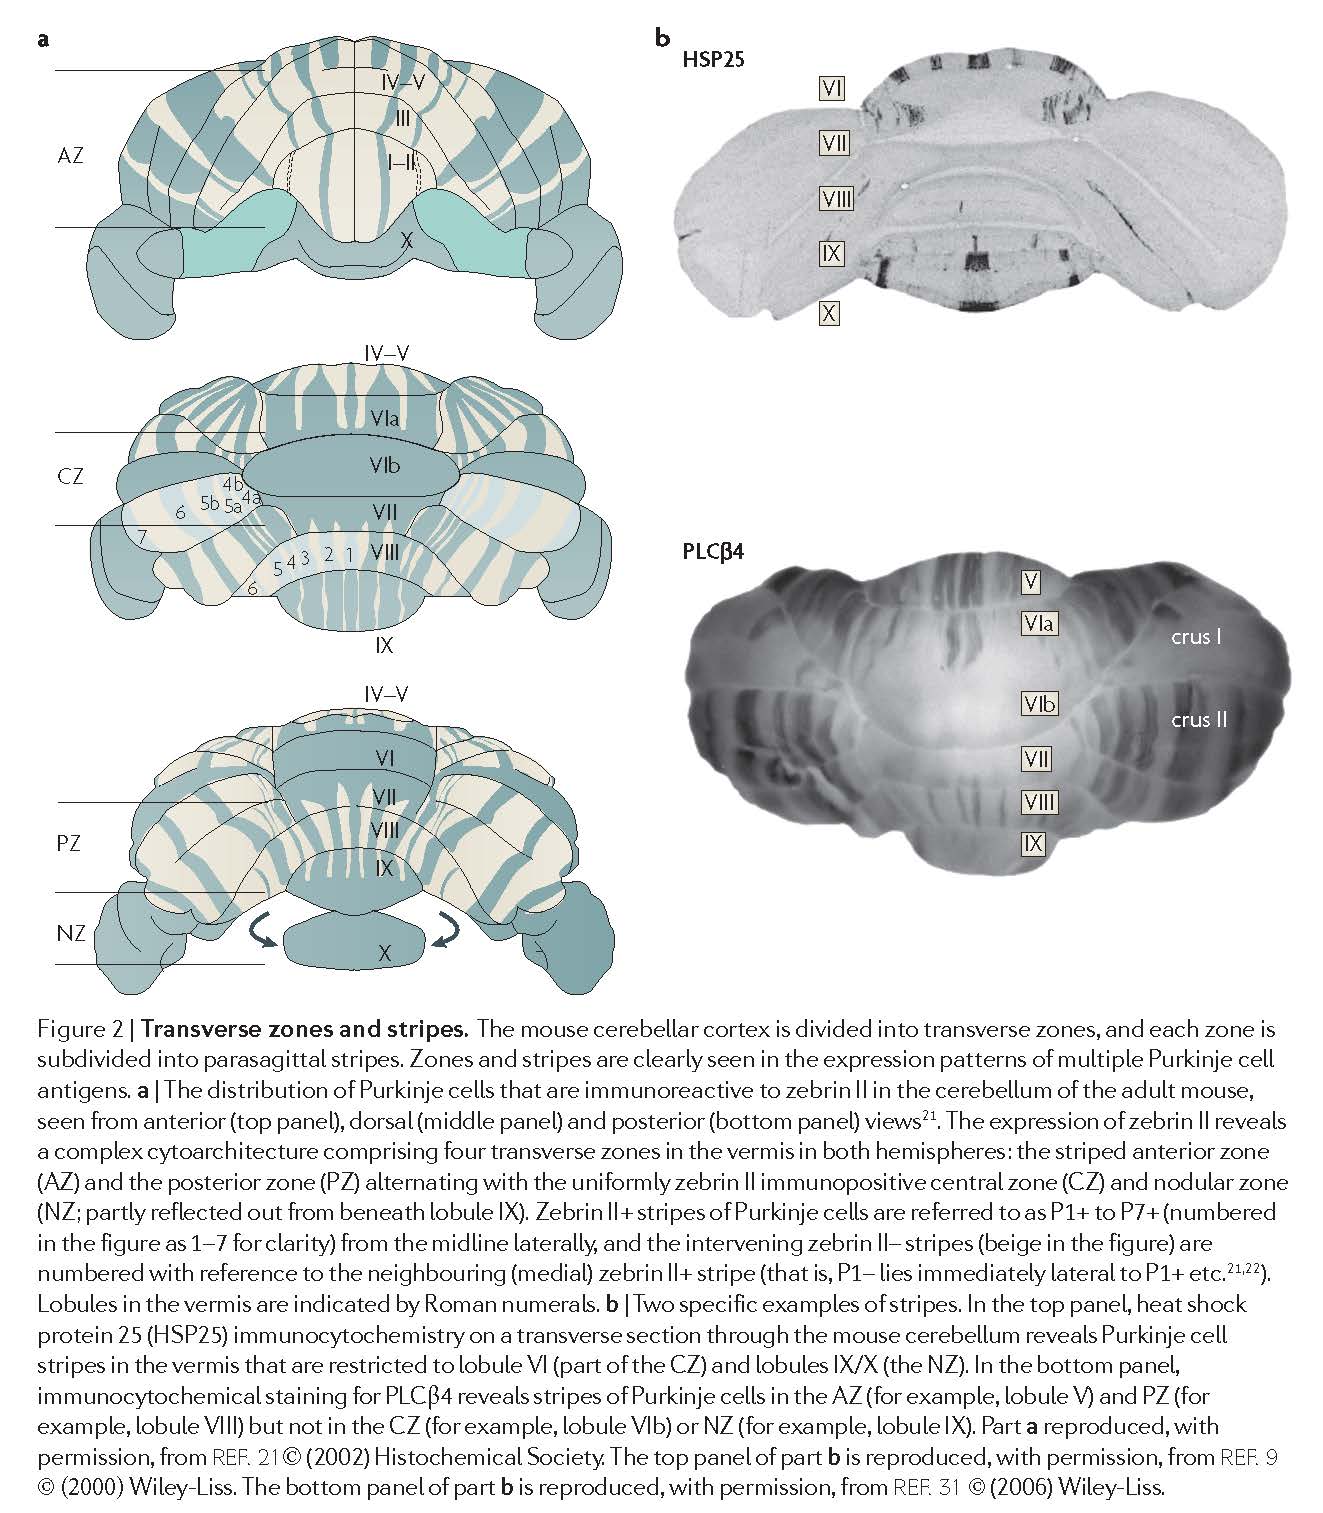 a
IV–V
III
I–II
AZ
X
IV–V
VIa
VIb
CZ
4b
4a
5b
5a
6
7
VII
VIII
1
2
3
4
5
6
IX
IV–V
VI
VII
VIII
PZ
IX
NZ
X
b
HSP25
VI
VII
VIII
IX
X
PLCβ4
V
VIa
crus I
VIb
crus II
VII
VIII
IX
Figure 2 | Transverse zones and stripes. The mouse cerebellar cortex is divided into transverse zones, and each zone is
subdivided into parasagittal stripes. Zones and stripes are clearly seen in the expression patterns of multiple Purkinje cell
antigens. a | The distribution of Purkinje cells that are immunoreactive to zebrin II in the cerebellum of the adult mouse,
seen from anterior (top panel), dorsal (middle panel) and posterior (bottom panel) views21. The expression of zebrin II reveals
a complex cytoarchitecture comprising four transverse zones in the vermis in both hemispheres: the striped anterior zone
(AZ) and the posterior zone (PZ) alternating with the uniformly zebrin II immunopositive central zone (CZ) and nodular zone
(NZ; partly reflected out from beneath lobule IX). Zebrin II+ stripes of Purkinje cells are referred to as P1+ to P7+ (numbered
in the figure as 1–7 for clarity) from the midline laterally, and the intervening zebrin II– stripes (beige in the figure) are
numbered with reference to the neighbouring (medial) zebrin II+ stripe (that is, P1– lies immediately lateral to P1+ etc.21,22).
Lobules in the vermis are indicated by Roman numerals. b | Two specific examples of stripes. In the top panel, heat shock
protein 25 (HSP25) immunocytochemistry on a transverse section through the mouse cerebellum reveals Purkinje cell
stripes in the vermis that are restricted to lobule VI (part of the CZ) and lobules IX/X (the NZ). In the bottom panel,
immunocytochemical staining for PLCβ4 reveals stripes of Purkinje cells in the AZ (for example, lobule V) and PZ (for
example, lobule VIII) but not in the CZ (for example, lobule VIb) or NZ (for example, lobule IX). Part a reproduced, with
permission, from REF. 21 © (2002) Histochemical Society. The top panel of part b is reproduced, with permission, from REF. 9
© (2000) Wiley-Liss. The bottom panel of part b is reproduced, with permission, from REF. 31 © (2006) Wiley-Liss.